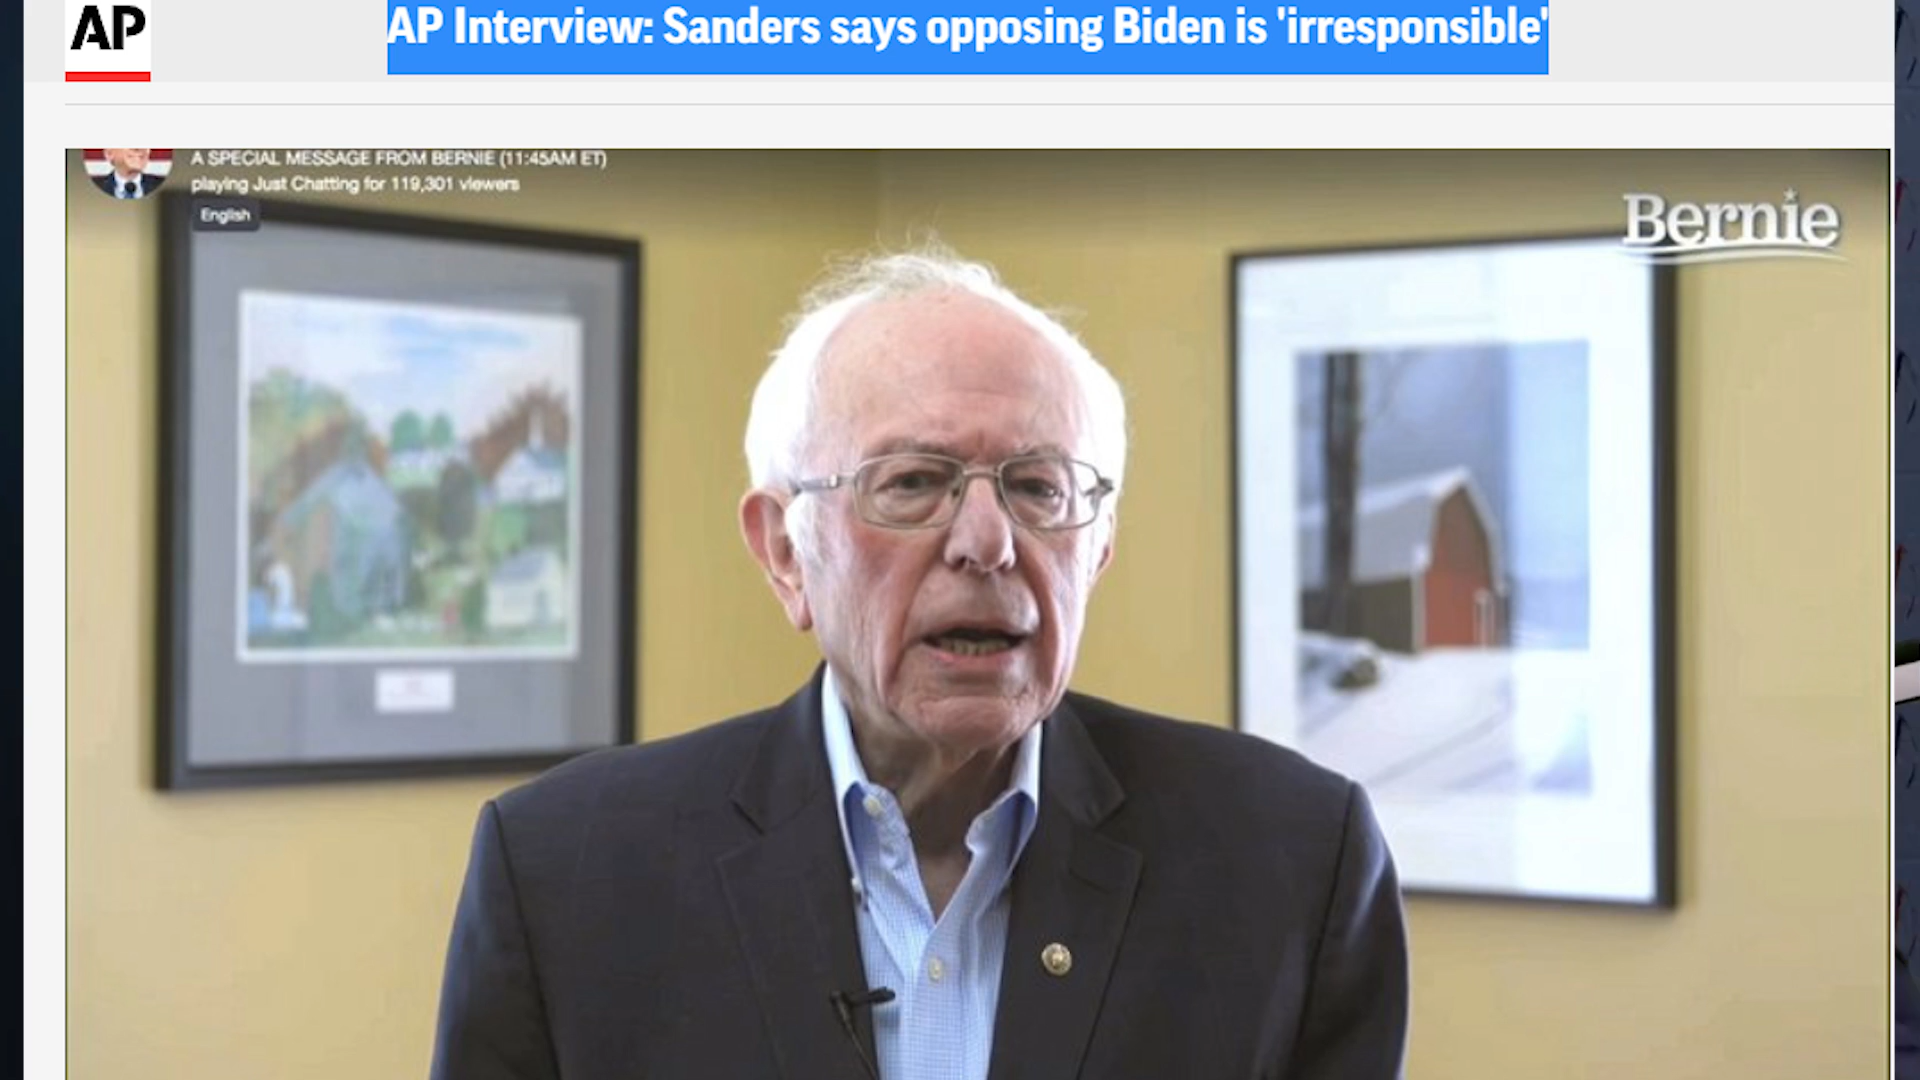 AP
AP Interview: Sanders says opposing Biden is 'irresponsible'
A SPECIAL MESSAGE FROM BERNIE (11:45AM ET)
playing Just Chatting for 119,301 viewers
English
Bernie